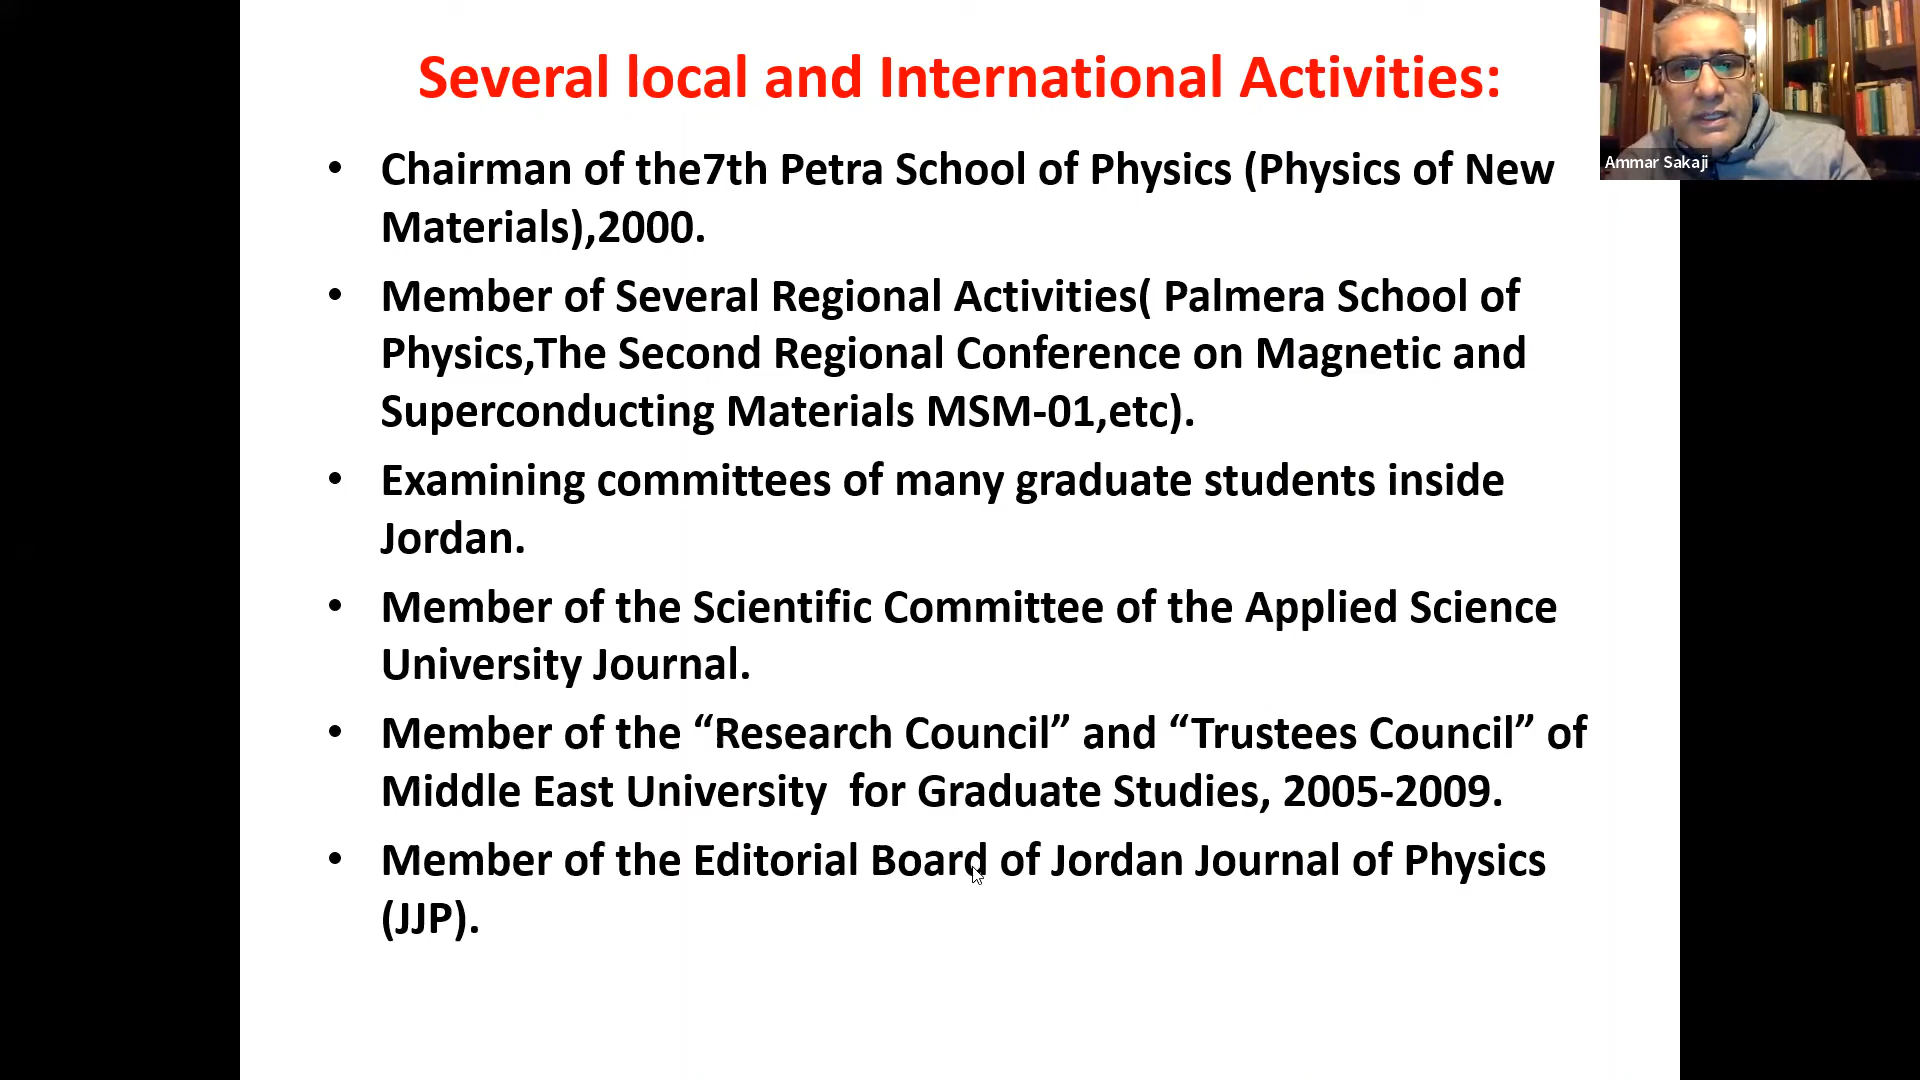 Several local and International Activities:
• Chairman of the7th Petra School of Physics (Physics of New
Materials),2000.
• Member of Several Regional Activities( Palmera School of
Physics,The Second Regional Conference on Magnetic and
Superconducting Materials MSM-01,etc).
• Examining committees of many graduate students inside
Jordan.
• Member of the Scientific Committee of the Applied Science
University Journal.
• Member of the “Research Council” and “Trustees Council” of
Middle East University  for Graduate Studies, 2005-2009.
• Member of the Editorial Board of Jordan Journal of Physics
(JJP).
Ammar Sakaji